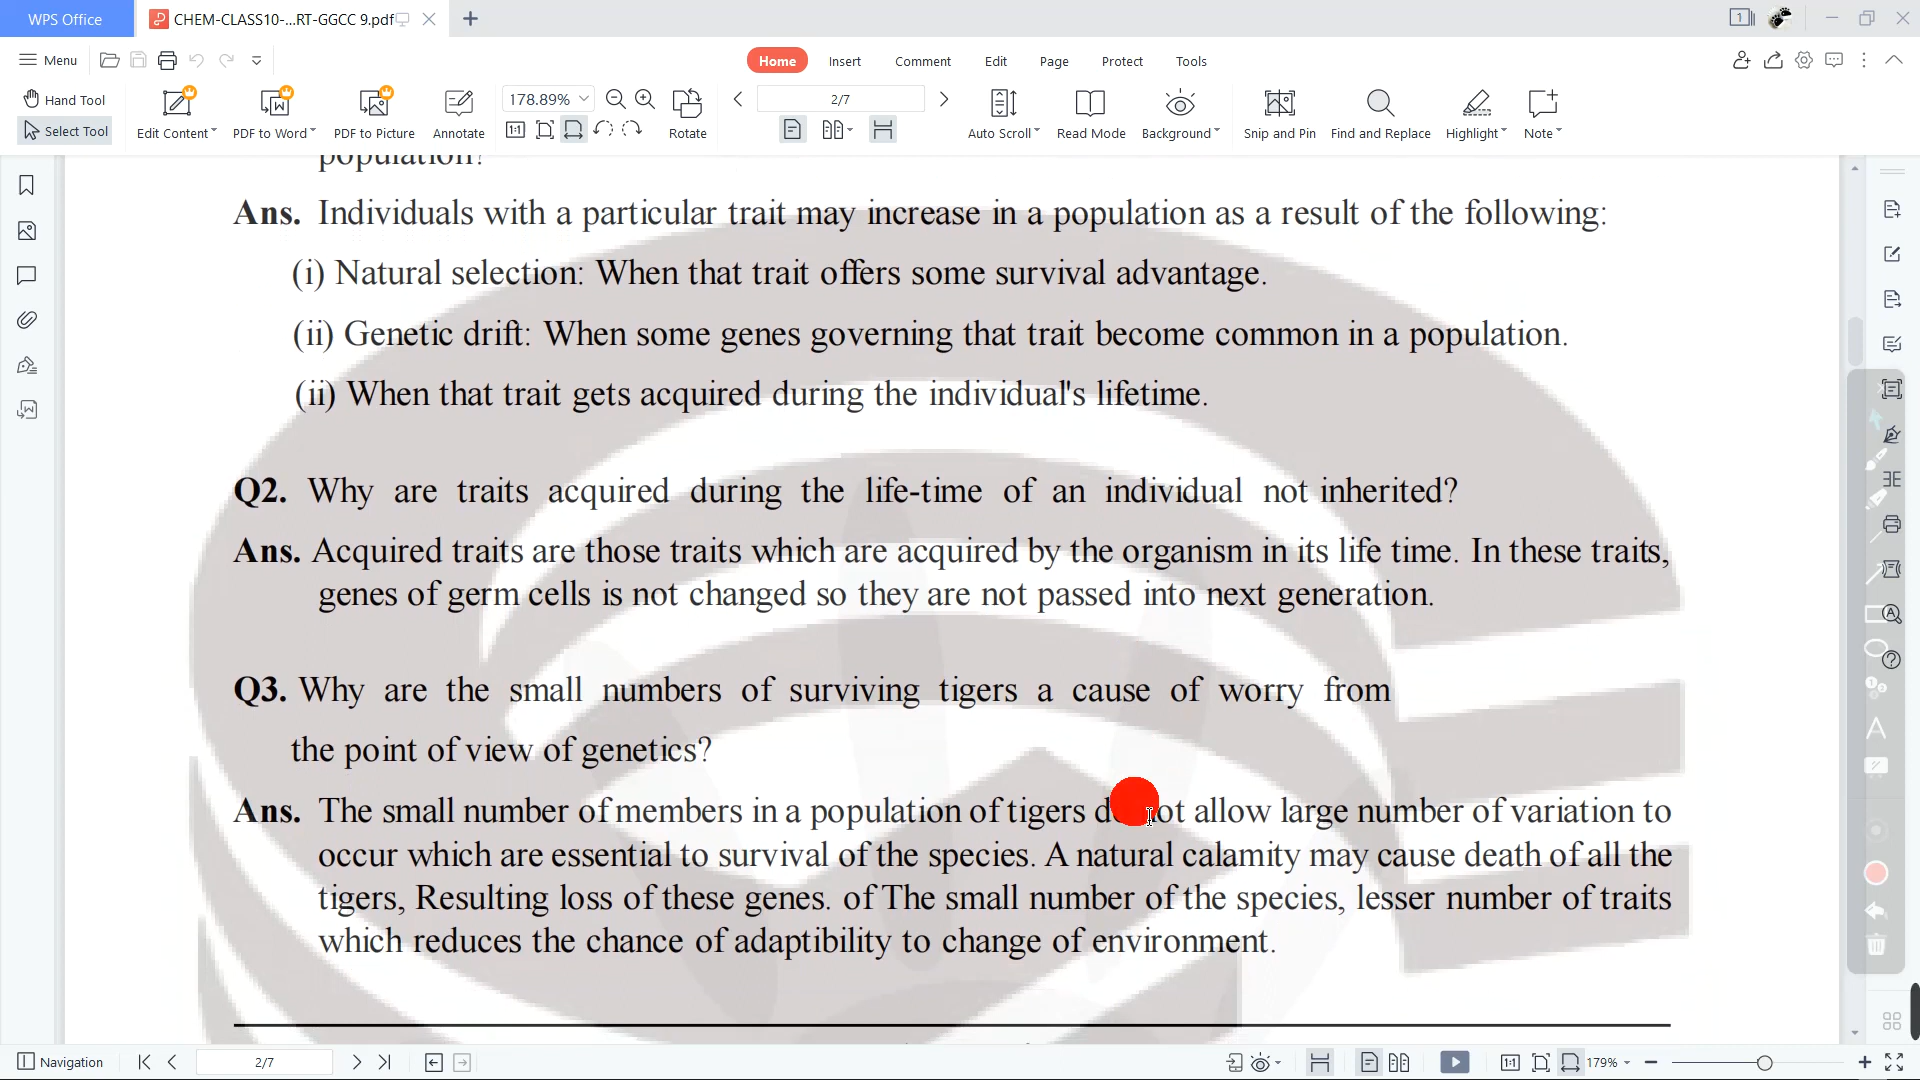 WPS Office
CHEM-CLASS10-...RT-GGCC 9.pdf
1
Menu
Home Insert Comment Edit Page Protect Tools
Hand Tool
Select Tool
Edit Content
PDF to Word
PDF to Picture
Annotate
178.89%
1:1
Rotate
2/7
Auto Scroll
Read Mode
Background
Snip and Pin
Find and Replace
Highlight
Note
population?
Ans. Individuals with a particular trait may increase in a population as a result of the following:
(i) Natural selection: When that trait offers some survival advantage.
(ii) Genetic drift: When some genes governing that trait become common in a population.
(ii) When that trait gets acquired during the individual's lifetime.
Q2. Why are traits acquired during the life-time of an individual not inherited?
Ans. Acquired traits are those traits which are acquired by the organism in its life time. In these traits,
genes of germ cells is not changed so they are not passed into next generation.
Q3. Why are the small numbers of surviving tigers a cause of worry from
the point of view of genetics?
Ans. The small number of members in a population of tigers allow large number of variation to
occur which are essential to survival of the species. A natural calamity may cause death of all the
tigers, Resulting loss of these genes. of The small number of the species, lesser number of traits
which reduces the chance of adaptibility to change of environment.
Navigation
2/7
1:1
179%